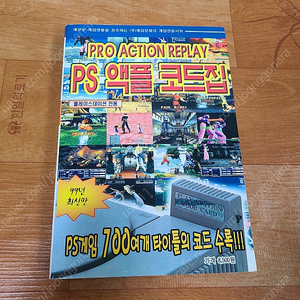 PRO ACTION REPLAY
PS 액플 코드집
플레이스테이션 전용
99년
최신판
PS게임 700여개 타이틀의 코드 수록!!!